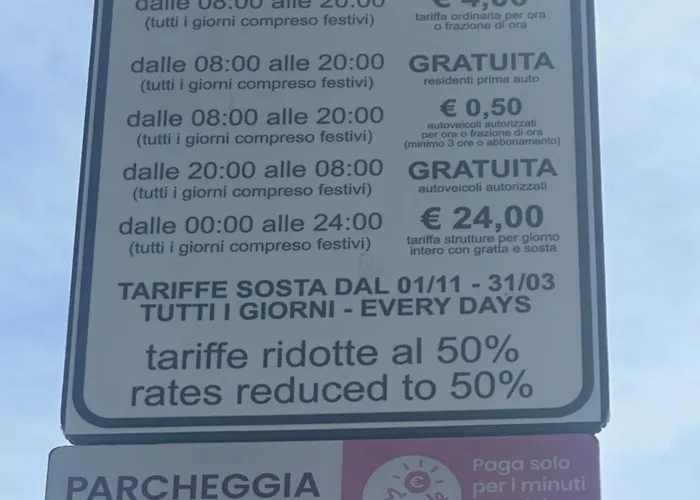 dalle 08:00 alle 20:00
(tutti i giorni compreso festivi)
€ 4,00
tariffa ordinaria per ora
o frazione di ora
dalle 08:00 alle 20:00
(tutti i giorni compreso festivi)
GRATUITA
residenti prima auto
dalle 08:00 alle 20:00
(tutti i giorni compreso festivi)
€ 0,50
autoveicoli autorizzati
per ora o frazione di ora
(minimo 3 ore o abbonamento)
dalle 20:00 alle 08:00
(tutti i giorni compreso festivi)
GRATUITA
autoveicoli autorizzati
dalle 00:00 alle 24:00
(tutti i giorni compreso festivi)
€ 24,00
tariffa strutture per giorno
intero con gratta e sosta
TARIFFE SOSTA DAL 01/11 - 31/03
TUTTI I GIORNI - EVERY DAYS
tariffe ridotte al 50%
rates reduced to 50%
PARCHEGGIA
€
Paga solo
per i minuti